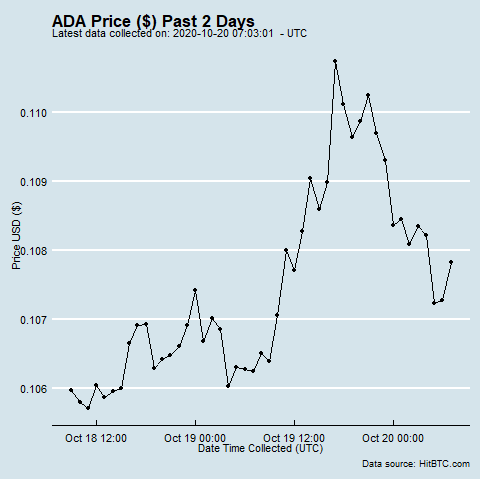 ADA Price ($) Past 2 Days
Latest data collected on: 2020-10-20 07:03:01 - UTC
0.110
0.109
0.108
0.107
0.106
Price USD ($)
Oct 18 12:00
Oct 19 00:00
Oct 19 12:00
Oct 20 00:00
Date Time Collected (UTC)
Data source: HitBTC.com